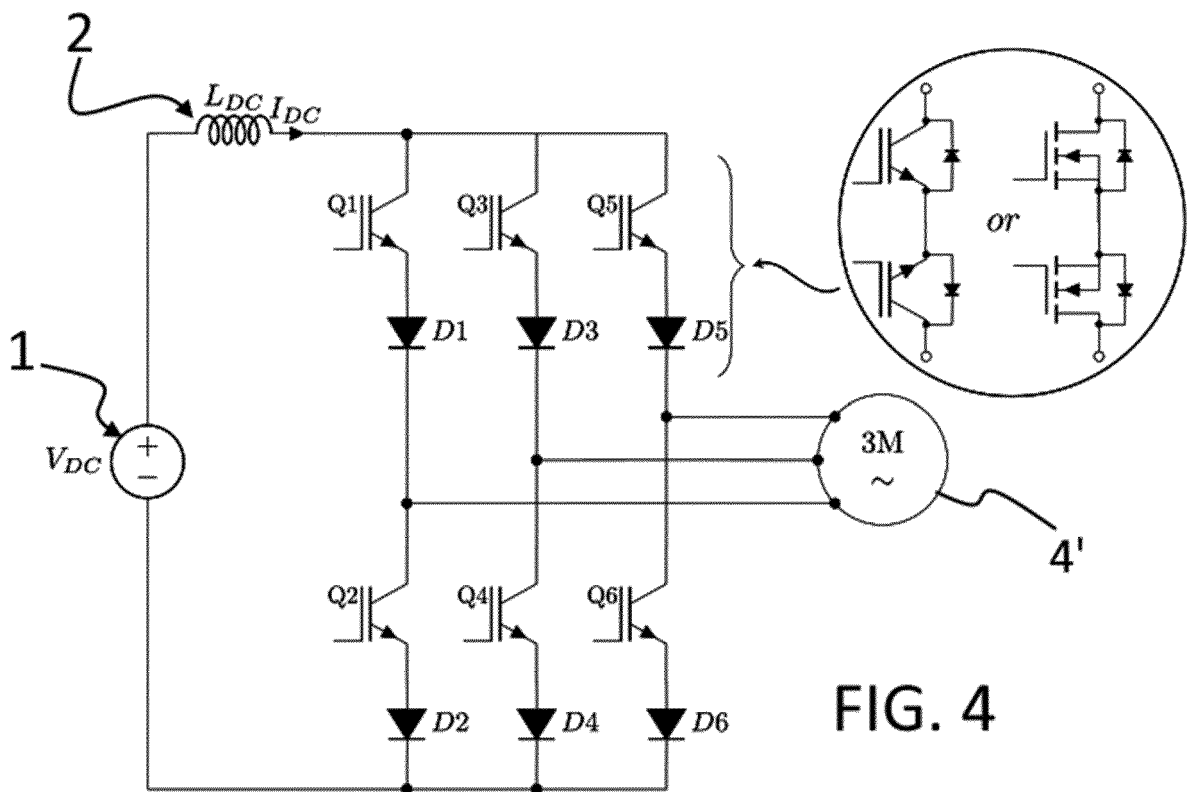 2
L_DC I_DC
Q1 Q3 Q5
or
D1 D3 D5
1
3M
~
+
V_DC
−
4'
Q2 Q4 Q6
D2 D4 D6
FIG. 4